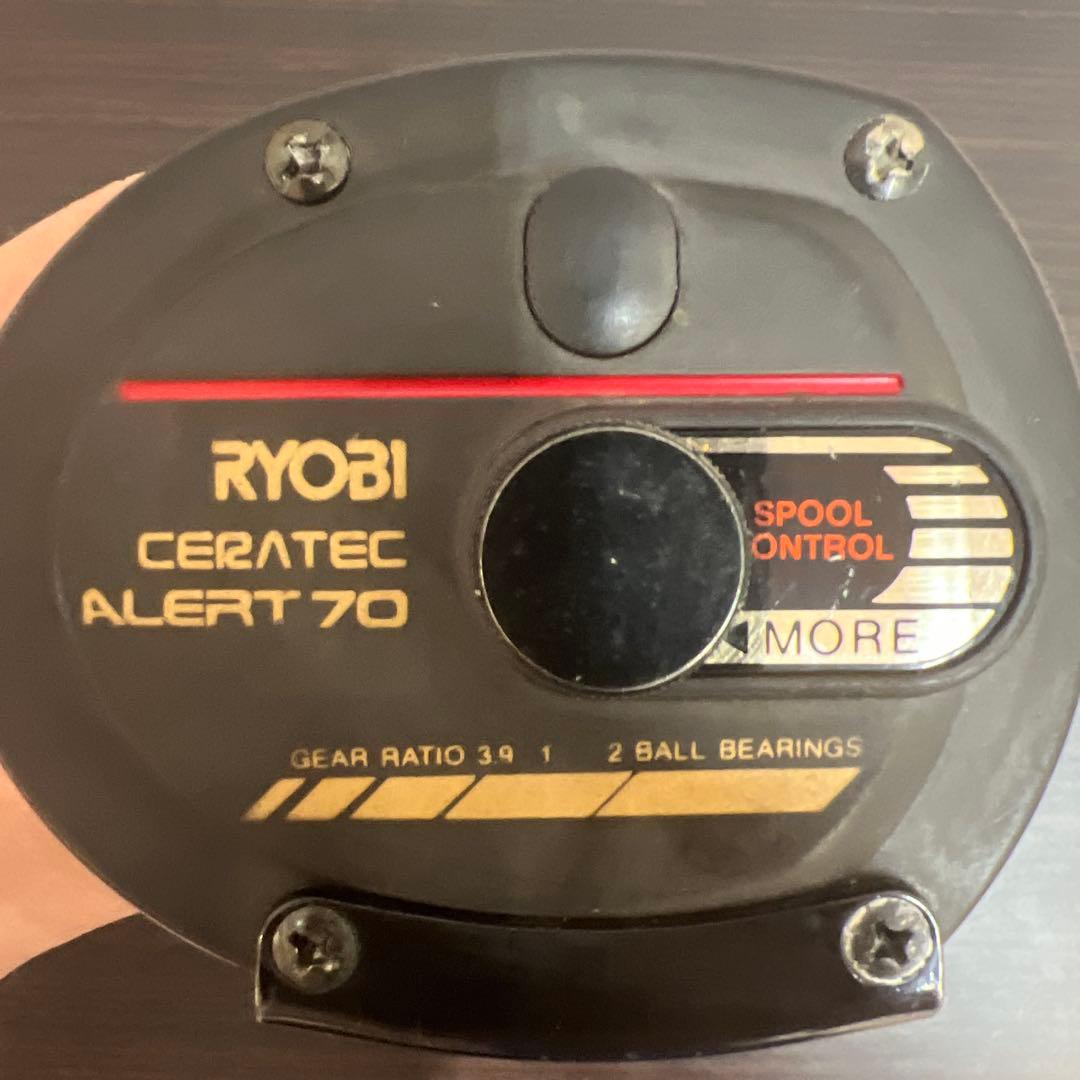 RYOBI
CERATEC
ALERT 70
SPOOL
ONTROL
MORE
GEAR RATIO 3.9 1 2 BALL BEARINGS